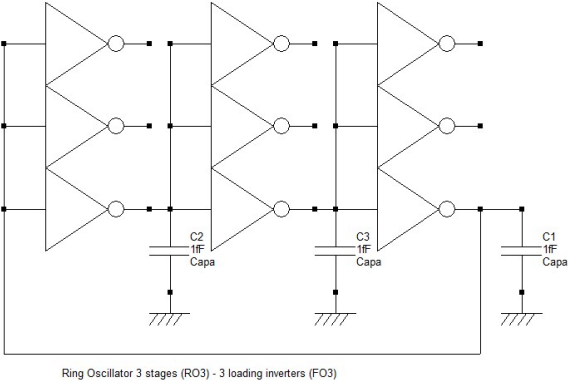 C2
1fF
Capa
C3
1fF
Capa
C1
1fF
Capa
Ring Oscillator 3 stages (RO3) - 3 loading inverters (FO3)